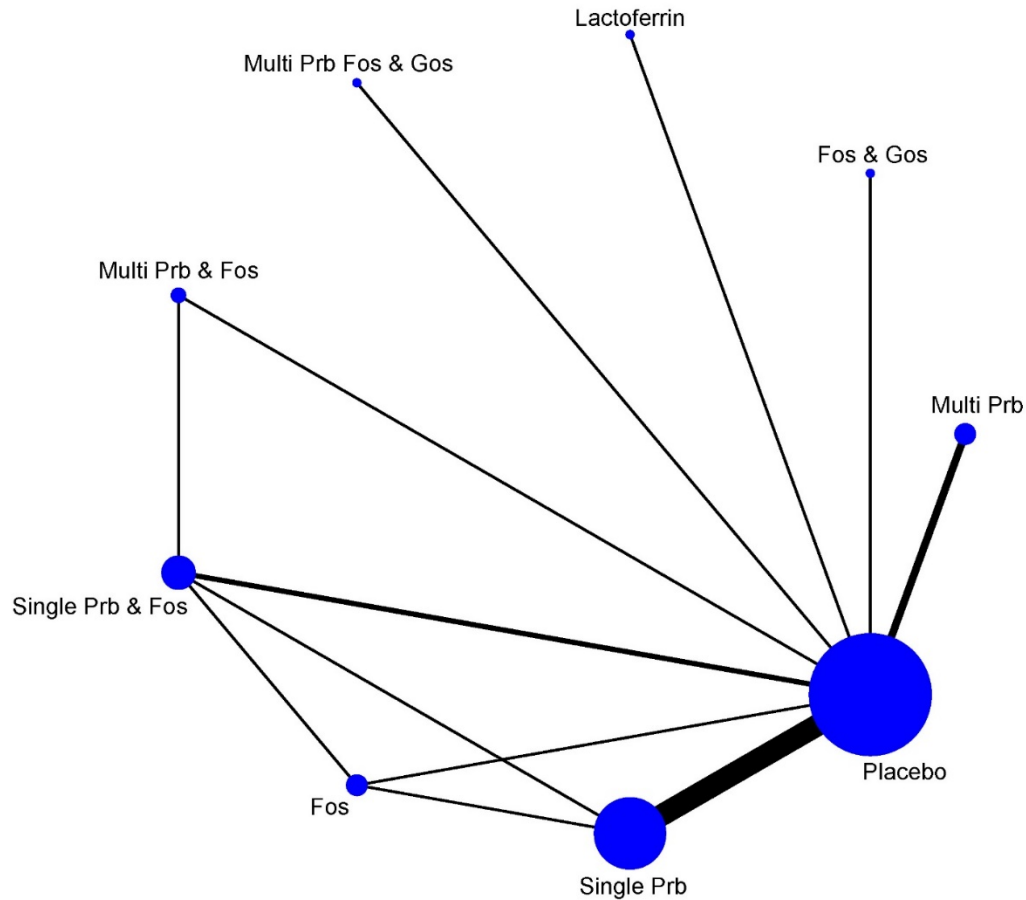 Lactoferrin
Multi Prb Fos & Gos
Fos & Gos
Multi Prb & Fos
Multi Prb
Single Prb & Fos
Placebo
Fos
Single Prb